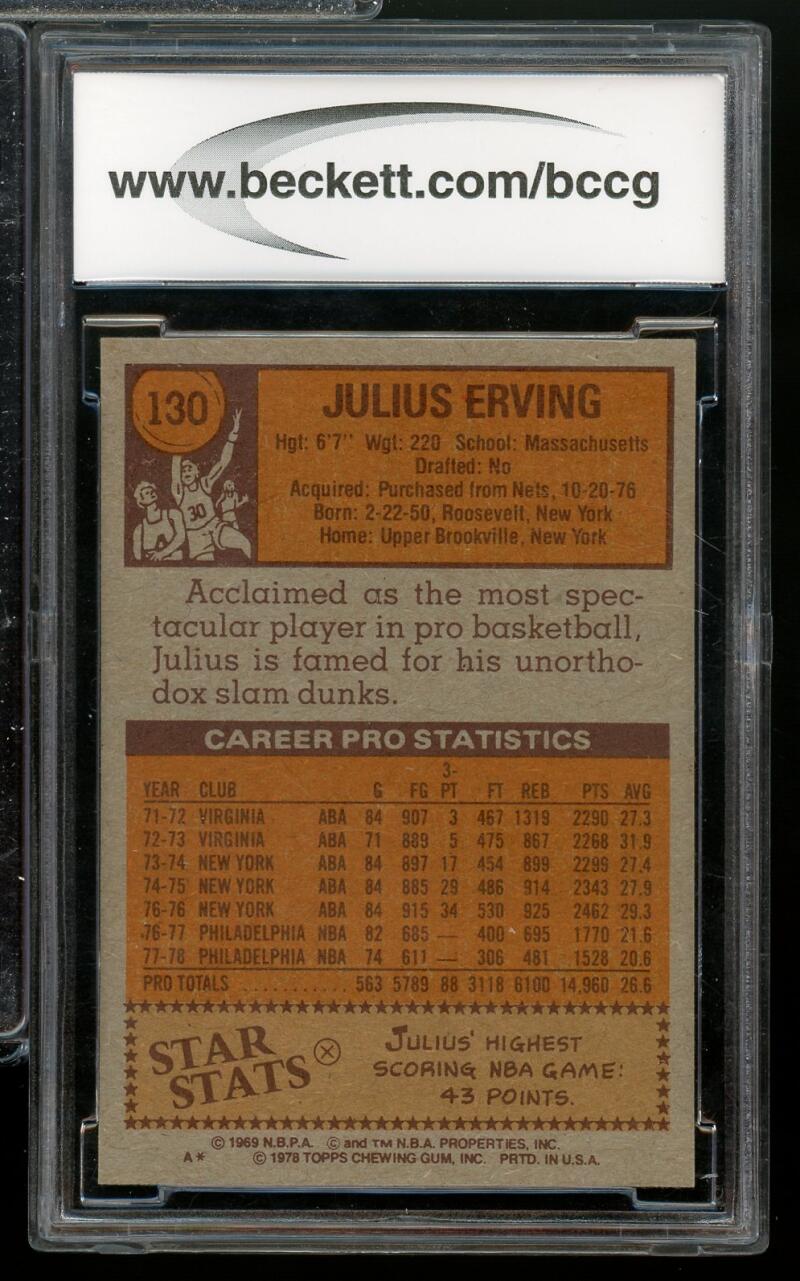 www.beckett.com/bccg
130
JULIUS ERVING
Hgt: 6'7" Wgt: 220 School: Massachusetts
Drafted: No
Acquired: Purchased from Nets, 10-20-76
Born: 2-22-50, Roosevelt, New York
Home: Upper Brookville, New York
30
Acclaimed as the most spec-
tacular player in pro basketball,
Julius is famed for his unortho-
dox slam dunks.
CAREER PRO STATISTICS
YEAR CLUB G FG 3-PT FT REB PTS AVG
71-72 VIRGINIA ABA 84 907 3 467 1319 2290 27.3
72-73 VIRGINIA ABA 71 889 5 475 867 2268 31.9
73-74 NEW YORK ABA 84 897 17 454 899 2299 27.4
74-75 NEW YORK ABA 84 885 29 486 914 2343 27.9
76-76 NEW YORK ABA 84 915 34 530 925 2462 29.3
76-77 PHILADELPHIA NBA 82 685 — 400 695 1770 21.6
77-78 PHILADELPHIA NBA 74 611 — 306 481 1528 20.6
PRO TOTALS ........... 563 5789 88 3118 6100 14,960 26.6
STAR
STATS
JULIUS' HIGHEST
SCORING NBA GAME:
43 POINTS.
© 1969 N.B.P.A. © and TM N.B.A. PROPERTIES, INC.
A* © 1978 TOPPS CHEWING GUM, INC. PRTD. IN U.S.A.